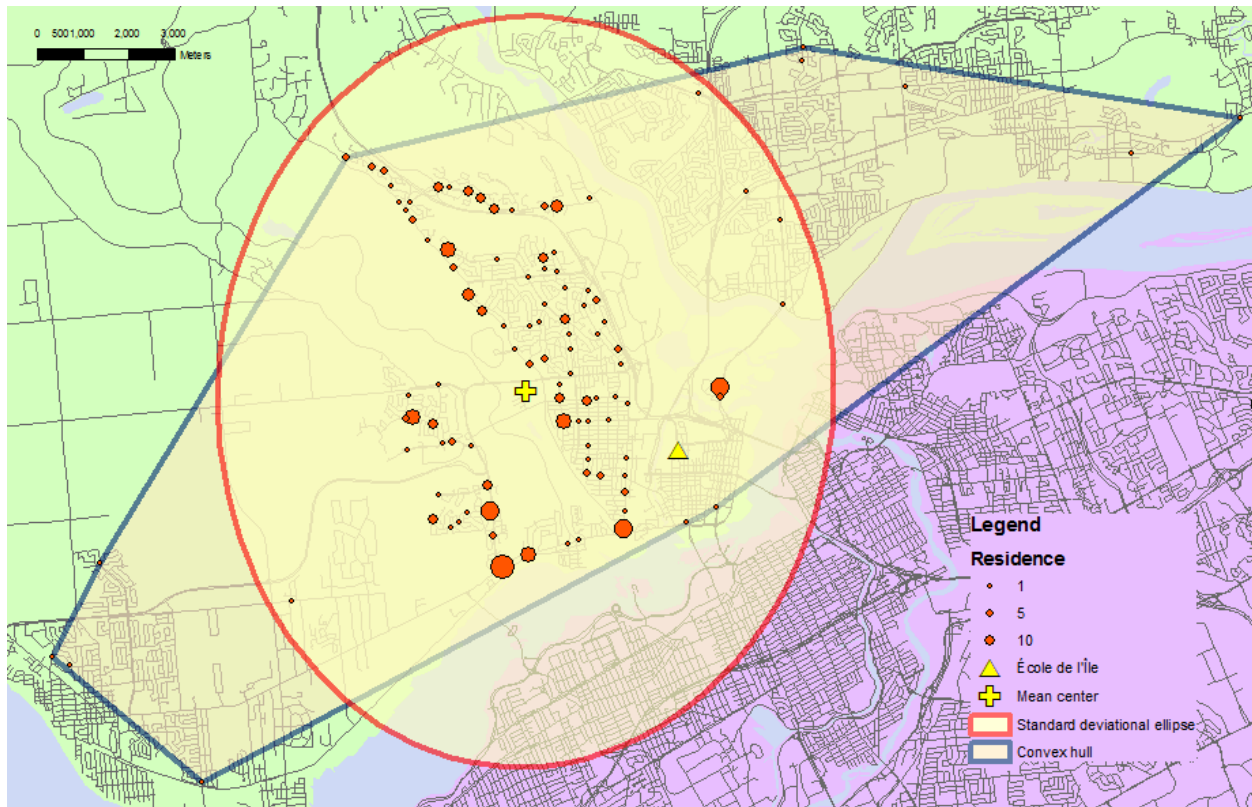 0 5001,000 2,000 3,000
Meters
Legend
Residence
1
5
10
École de l'Île
Mean center
Standard deviational ellipse
Convex hull